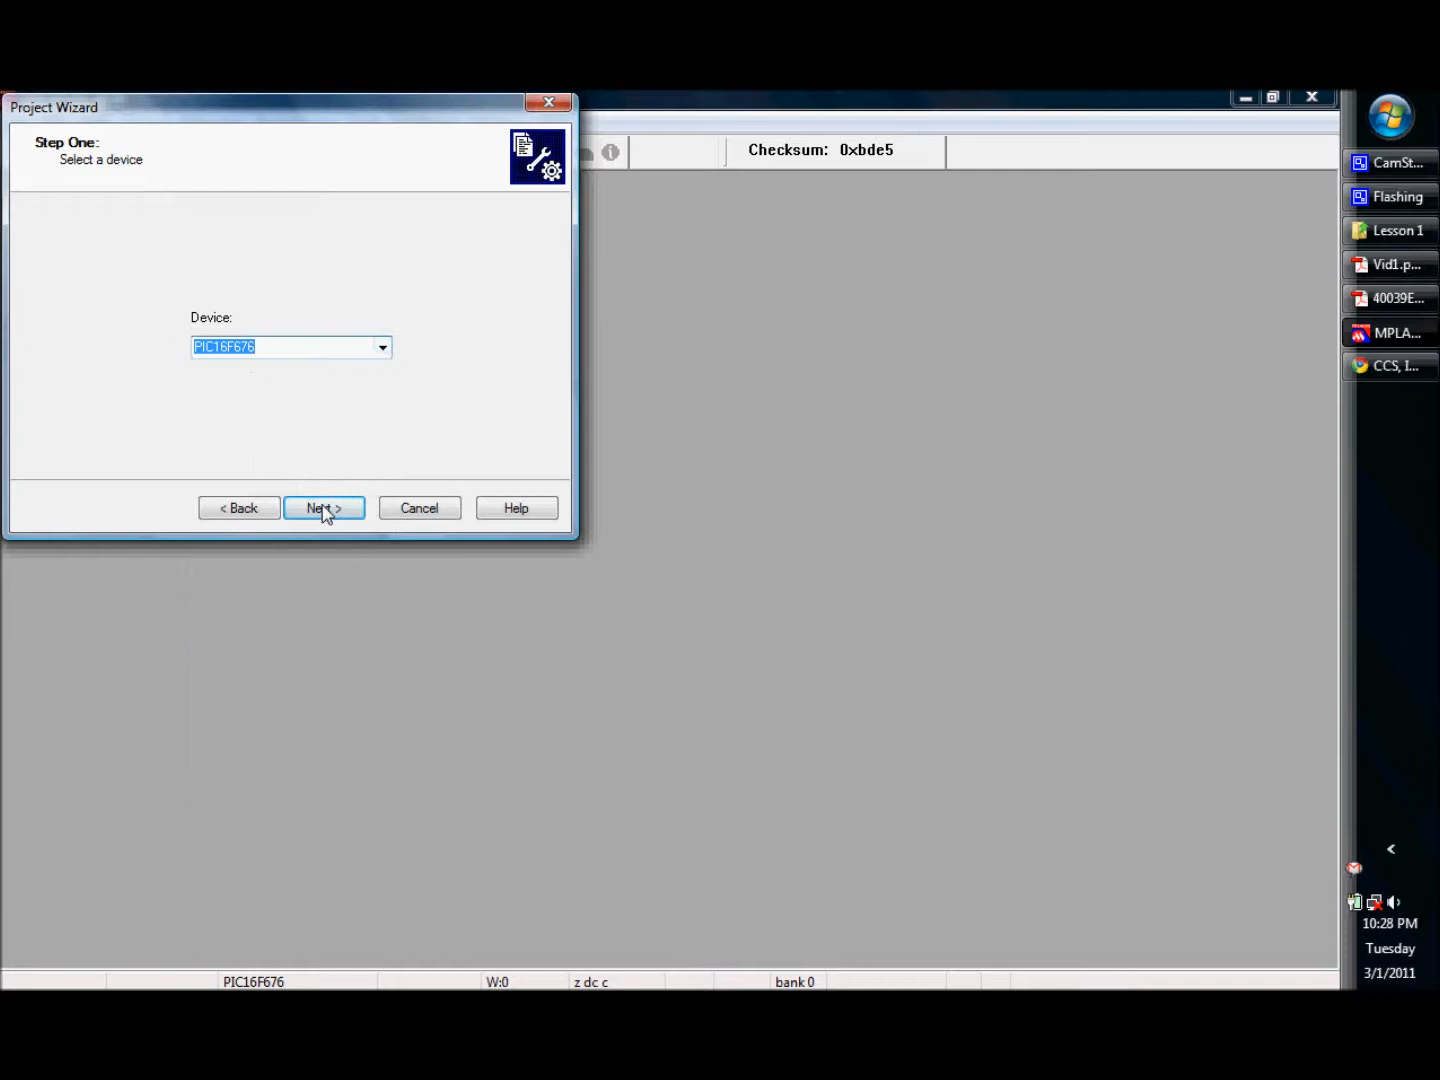 Project Wizard
Step One:
Select a device
Checksum: 0xbde5
Device:
PIC16F676
< Back
Next >
Cancel
Help
CamSt...
Flashing
Lesson 1
Vid1.p...
40039E...
MPLA...
CCS, I...
<
10:28 PM
Tuesday
3/1/2011
PIC16F676
W:0
z dc c
bank 0